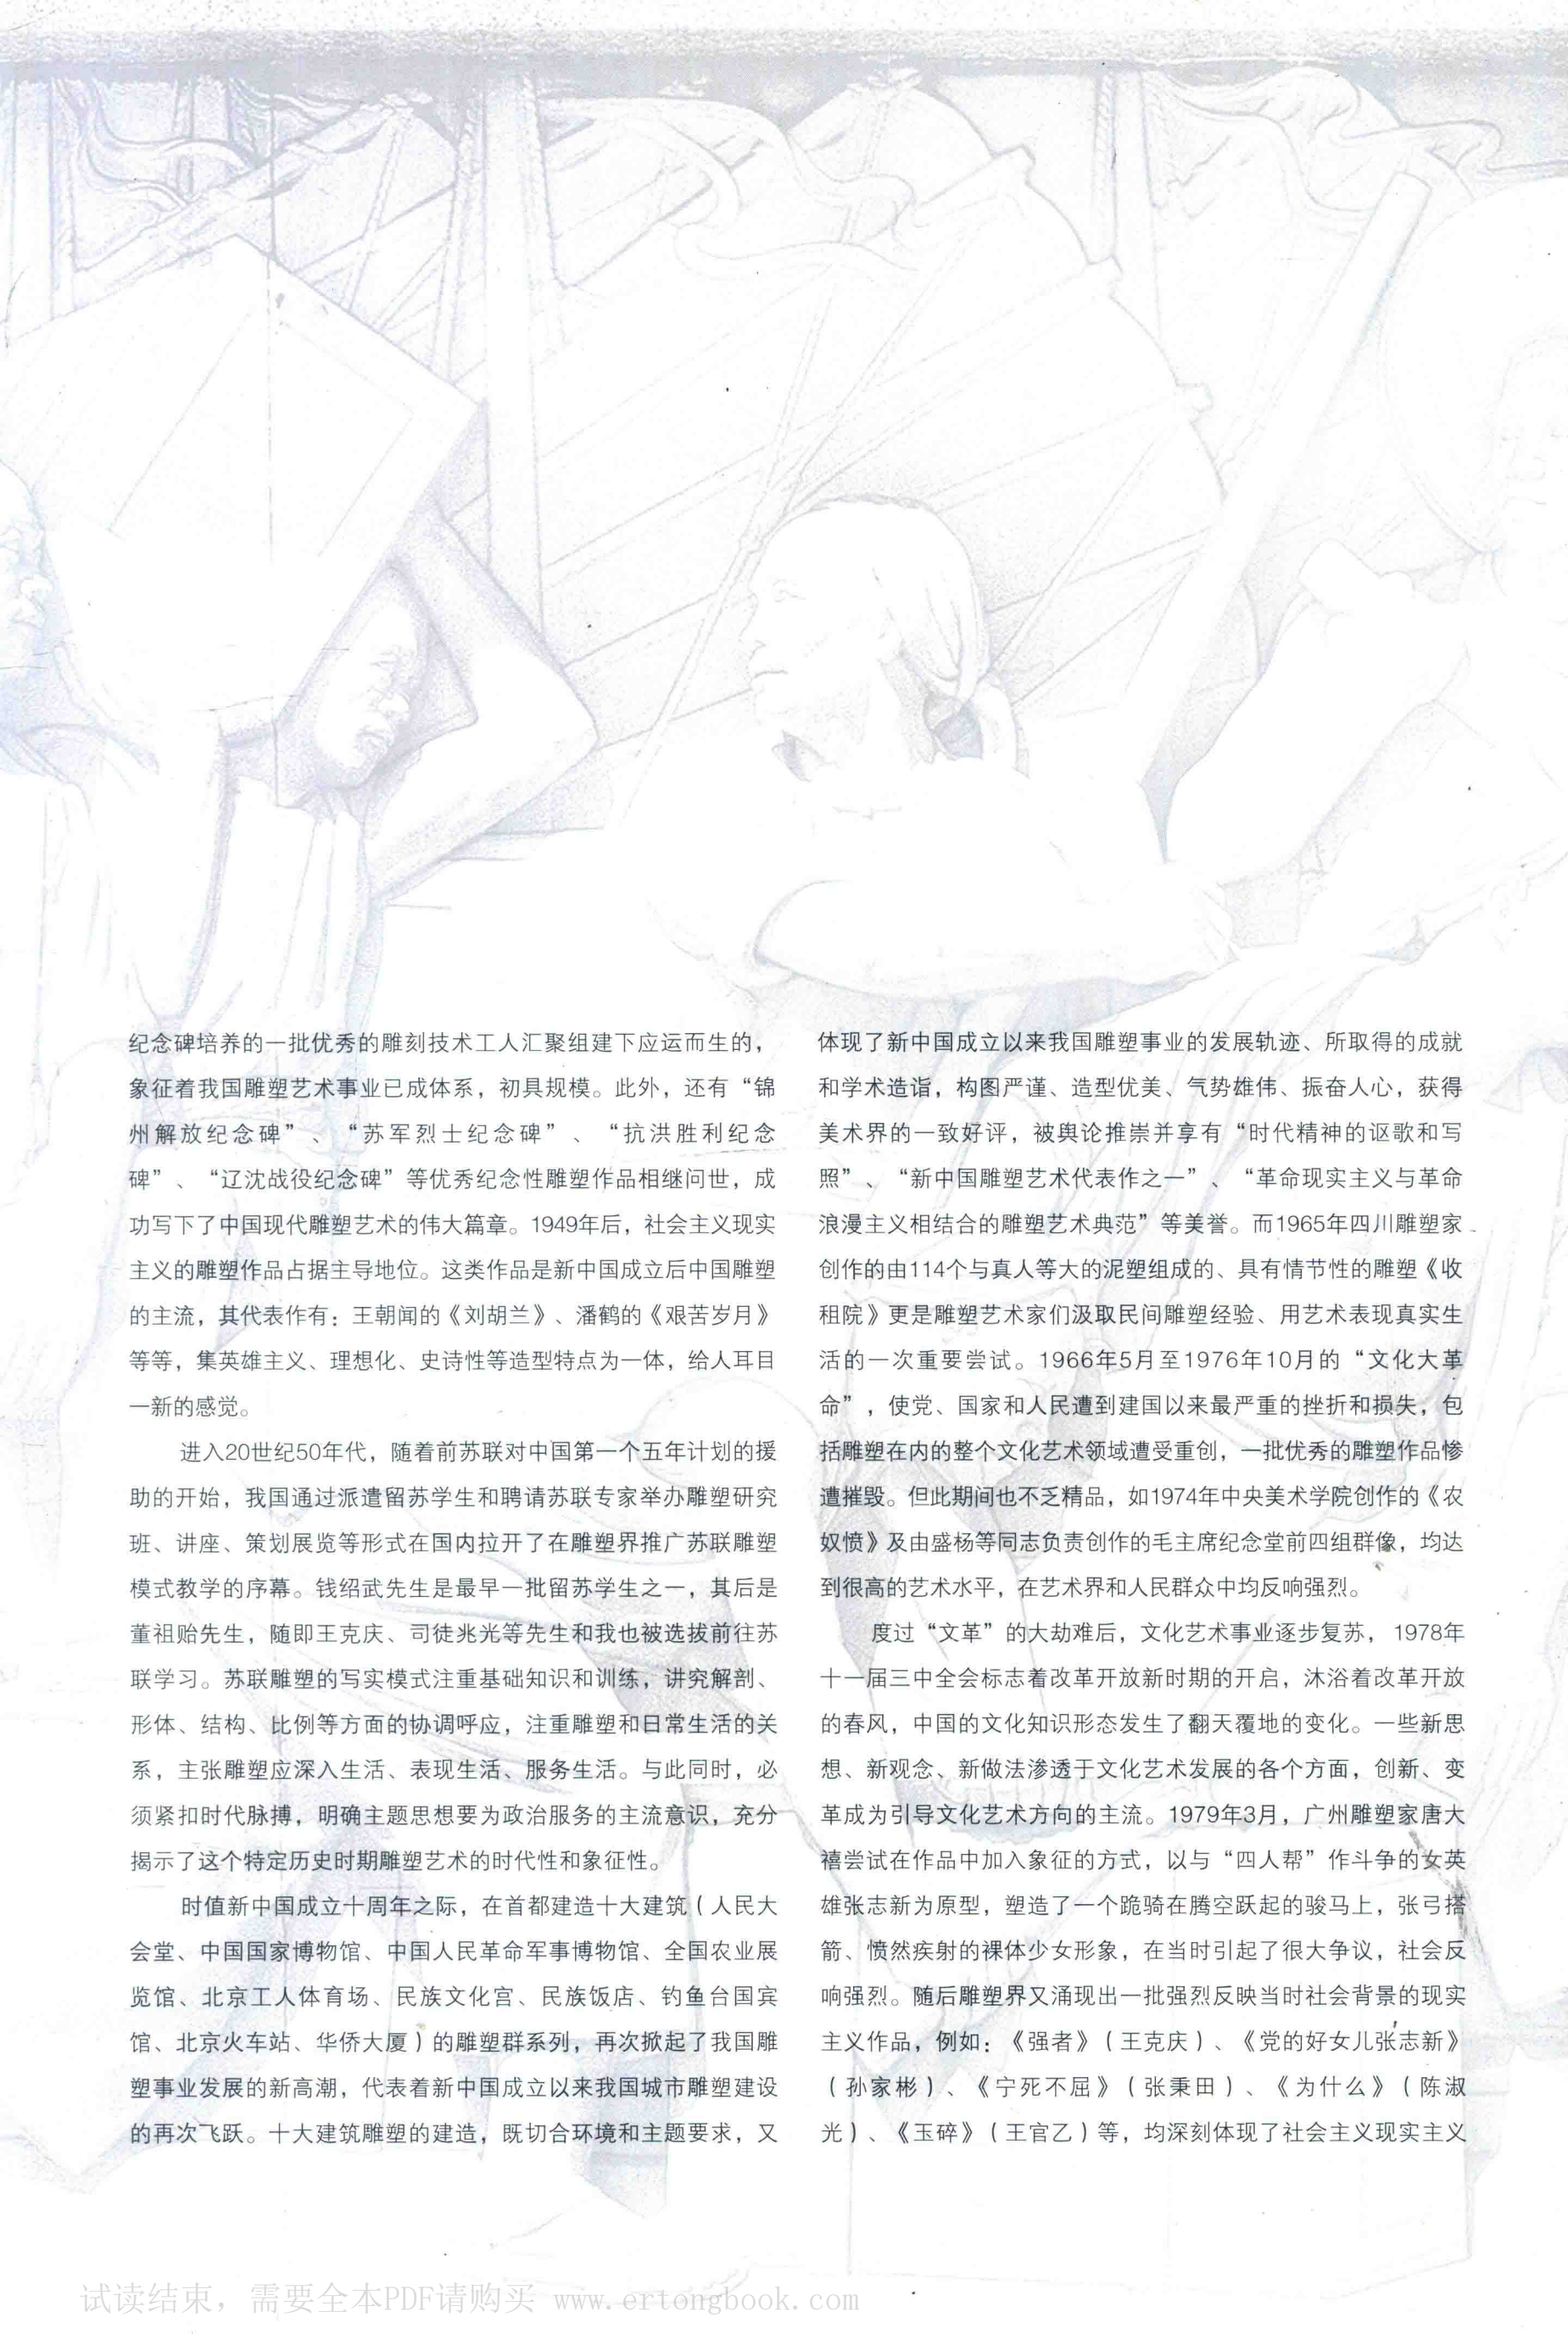 纪念碑培养的一批优秀的雕刻技术工人汇聚组建下应运而生的，
象征着我国雕塑艺术事业已成体系，初具规模。此外，还有“锦
州解放纪念碑”、“苏军烈士纪念碑”、“抗洪胜利纪念
碑”、“辽沈战役纪念碑”等优秀纪念性雕塑作品相继问世，成
功写下了中国现代雕塑艺术的伟大篇章。1949年后，社会主义现实
主义的雕塑作品占据主导地位。这类作品是新中国成立后中国雕塑
的主流，其代表作有：王朝闻的《刘胡兰》、潘鹤的《艰苦岁月》
等等，集英雄主义、理想化、史诗性等造型特点为一体，给人耳目
一新的感觉。
进入20世纪50年代，随着前苏联对中国第一个五年计划的援
助的开始，我国通过派遣留苏学生和聘请苏联专家举办雕塑研究
班、讲座、策划展览等形式在国内拉开了在雕塑界推广苏联雕塑
模式教学的序幕。钱绍武先生是最早一批留苏学生之一，其后是
董祖贻先生，随即王克庆、司徒兆光等先生和我也被选拔前往苏
联学习。苏联雕塑的写实模式注重基础知识和训练，讲究解剖、
形体、结构、比例等方面的协调呼应，注重雕塑和日常生活的关
系，主张雕塑应深入生活、表现生活、服务生活。与此同时，必
须紧扣时代脉搏，明确主题思想要为政治服务的主流意识，充分
揭示了这个特定历史时期雕塑艺术的时代性和象征性。
时值新中国成立十周年之际，在首都建造十大建筑（人民大
会堂、中国国家博物馆、中国人民革命军事博物馆、全国农业展
览馆、北京工人体育场、民族文化宫、民族饭店、钓鱼台国宾
馆、北京火车站、华侨大厦）的雕塑群系列，再次掀起了我国雕
塑事业发展的新高潮，代表着新中国成立以来我国城市雕塑建设
的再次飞跃。十大建筑雕塑的建造，既切合环境和主题要求，又
体现了新中国成立以来我国雕塑事业的发展轨迹、所取得的成就
和学术造诣，构图严谨、造型优美、气势雄伟、振奋人心，获得
美术界的一致好评，被舆论推崇并享有“时代精神的讴歌和写
照”、“新中国雕塑艺术代表作之一”、“革命现实主义与革命
浪漫主义相结合的雕塑艺术典范”等美誉。而1965年四川雕塑家
创作的由114个与真人等大的泥塑组成的、具有情节性的雕塑《收
租院》更是雕塑艺术家们汲取民间雕塑经验、用艺术表现真实生
活的一次重要尝试。1966年5月至1976年10月的“文化大革
命”，使党、国家和人民遭到建国以来最严重的挫折和损失，包
括雕塑在内的整个文化艺术领域遭受重创，一批优秀的雕塑作品惨
遭摧毁。但此期间也不乏精品，如1974年中央美术学院创作的《农
奴愤》及由盛杨等同志负责创作的毛主席纪念堂前四组群像，均达
到很高的艺术水平，在艺术界和人民群众中均反响强烈。
度过“文革”的大劫难后，文化艺术事业逐步复苏，1978年
十一届三中全会标志着改革开放新时期的开启，沐浴着改革开放
的春风，中国的文化知识形态发生了翻天覆地的变化。一些新思
想、新观念、新做法渗透于文化艺术发展的各个方面，创新、变
革成为引导文化艺术方向的主流。1979年3月，广州雕塑家唐大
禧尝试在作品中加入象征的方式，以与“四人帮”作斗争的女英
雄张志新为原型，塑造了一个跪骑在腾空跃起的骏马上，张弓搭
箭、愤然疾射的裸体少女形象，在当时引起了很大争议，社会反
响强烈。随后雕塑界又涌现出一批强烈反映当时社会背景的现实
主义作品，例如：《强者》（王克庆）、《党的好女儿张志新》
（孙家彬）、《宁死不屈》（张秉田）、《为什么》（陈淑
光）、《玉碎》（王官乙）等，均深刻体现了社会主义现实主义
试读结束，需要全本PDF请购买 www.ertongbook.com